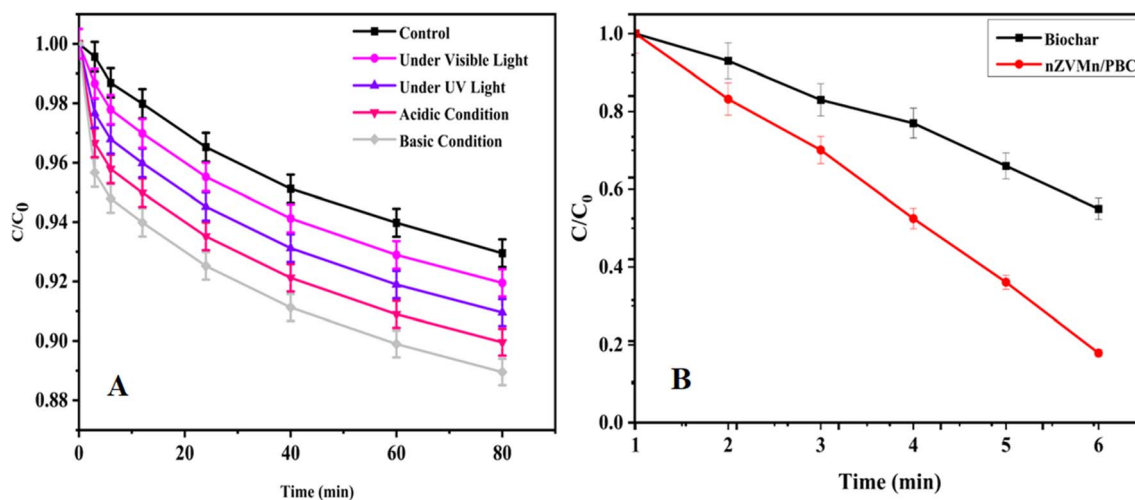 1.00
0.98
0.96
0.94
0.92
0.90
0.88
C/C0
Control
Under Visible Light
Under UV Light
Acidic Condition
Basic Condition
A
0 20 40 60 80
Time (min)
1.0
0.8
0.6
0.4
0.2
0.0
C/C0
Biochar
nZVMn/PBC
B
1 2 3 4 5 6
Time (min)